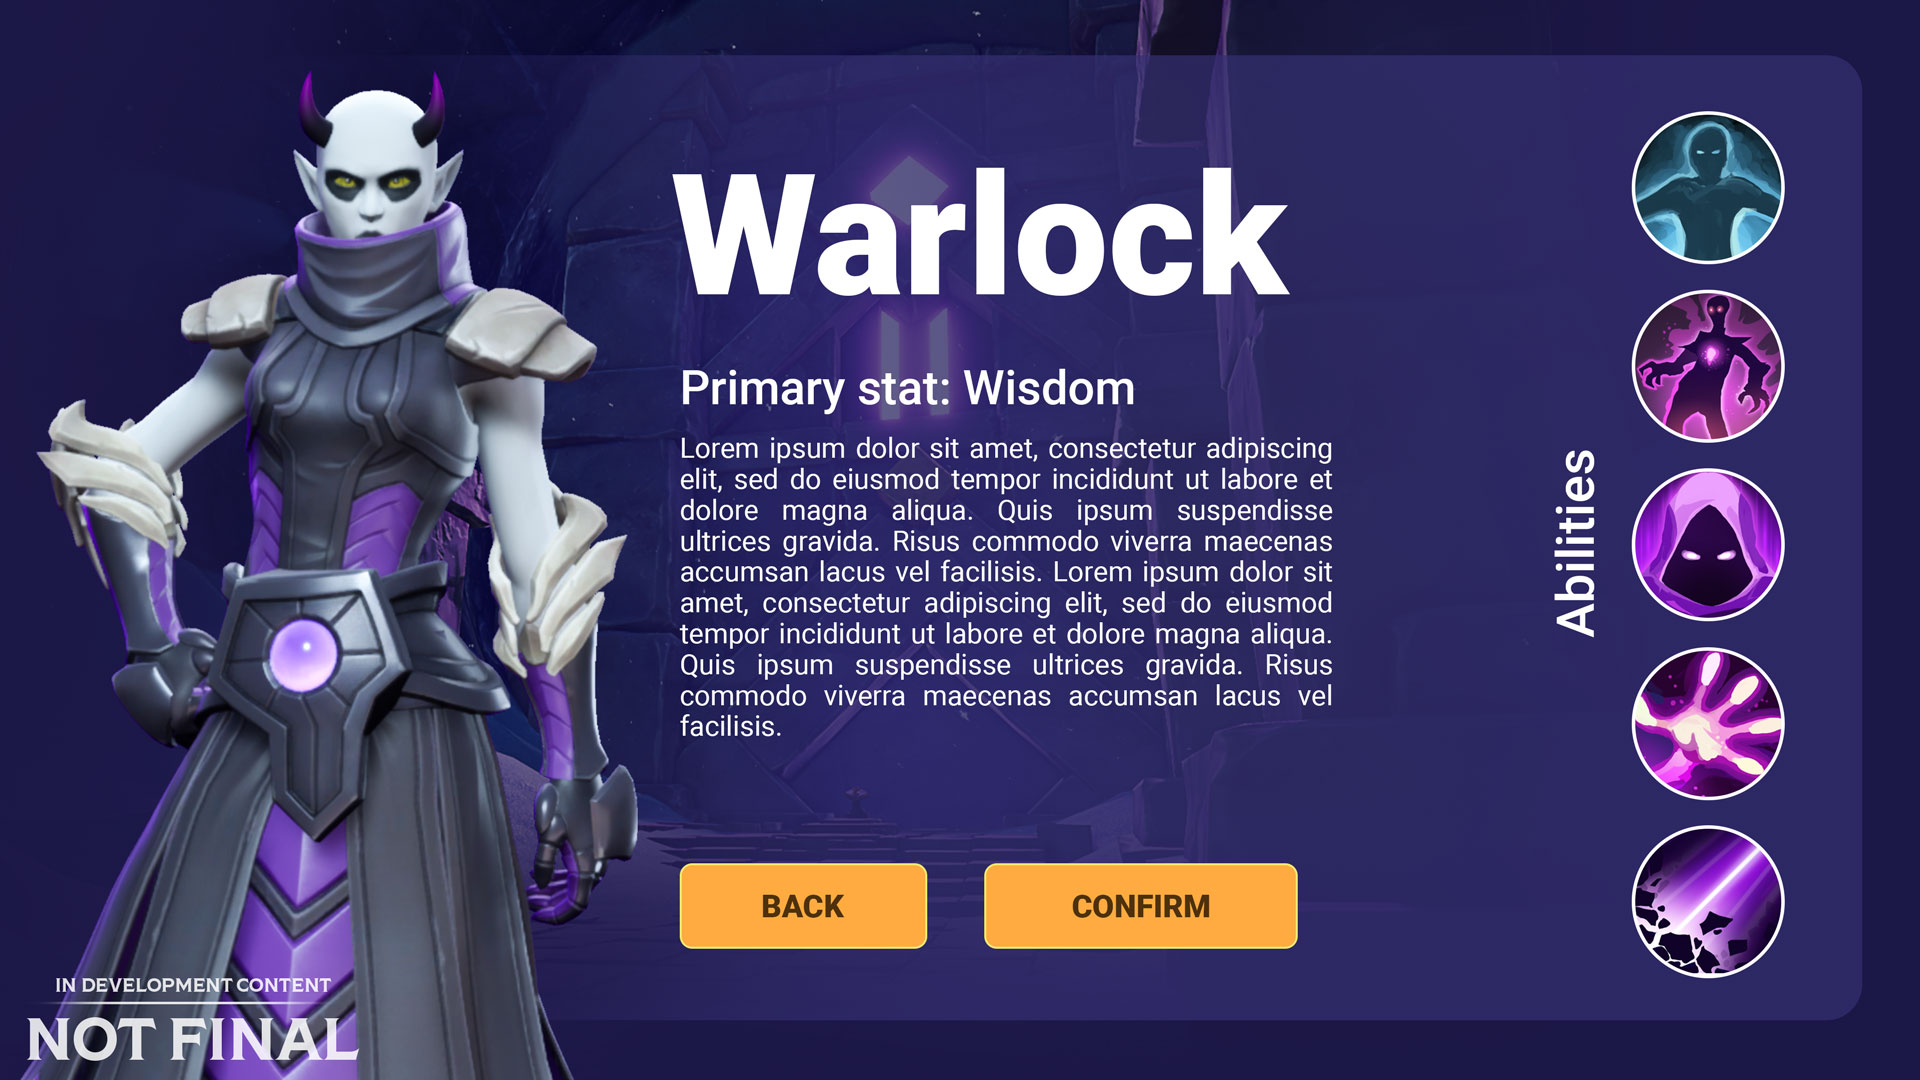 Warlock
Primary stat: Wisdom
Lorem ipsum dolor sit amet, consectetur adipiscing
elit, sed do eiusmod tempor incididunt ut labore et
dolore magna aliqua. Quis ipsum suspendisse
ultrices gravida. Risus commodo viverra maecenas
accumsan lacus vel facilisis. Lorem ipsum dolor sit
amet, consectetur adipiscing elit, sed do eiusmod
tempor incididunt ut labore et dolore magna aliqua.
Quis ipsum suspendisse ultrices gravida. Risus
commodo viverra maecenas accumsan lacus vel
facilisis.
BACK
CONFIRM
Abilities
IN DEVELOPMENT CONTENT
NOT FINAL